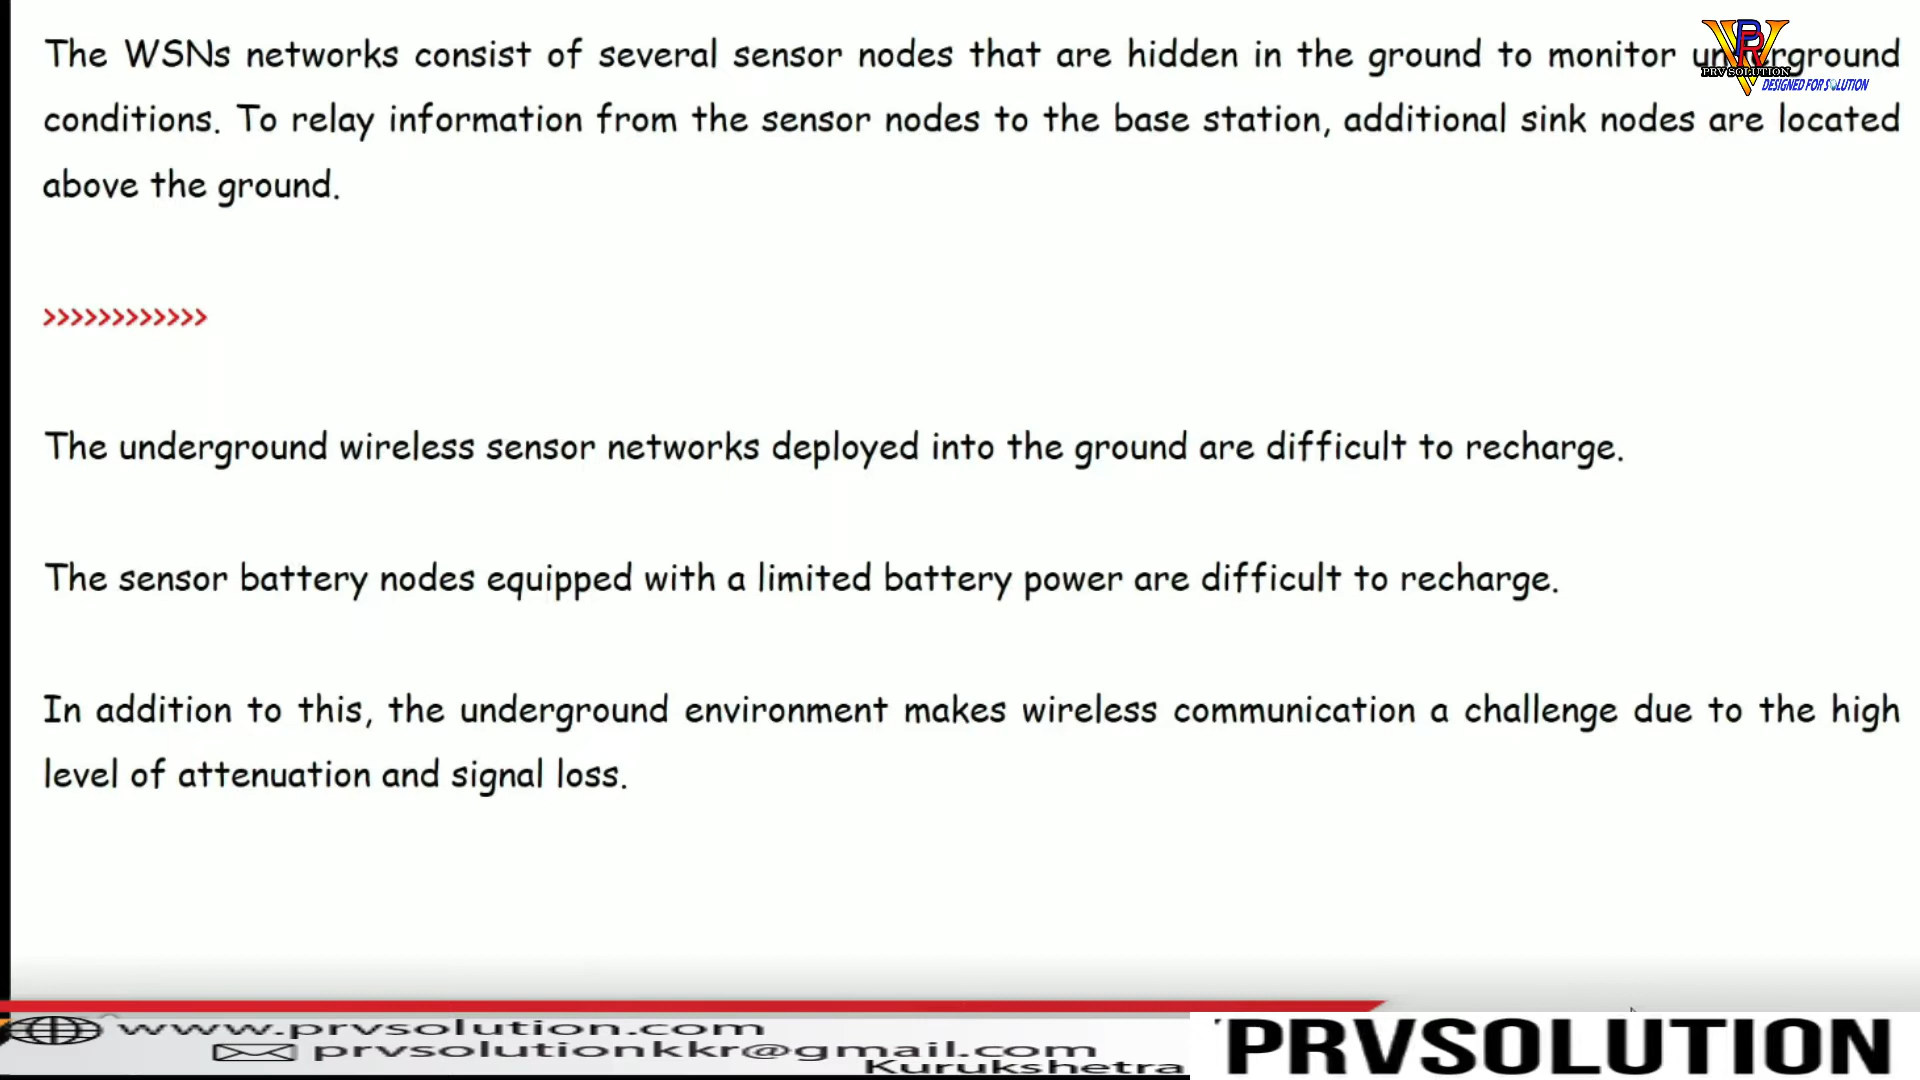 The WSNs networks consist of several sensor nodes that are hidden in the ground to monitor underground
conditions. To relay information from the sensor nodes to the base station, additional sink nodes are located
above the ground.
>>>>>>>>>>>>
The underground wireless sensor networks deployed into the ground are difficult to recharge.
The sensor battery nodes equipped with a limited battery power are difficult to recharge.
In addition to this, the underground environment makes wireless communication a challenge due to the high
level of attenuation and signal loss.
PRV SOLUTION
DESIGNED FOR SOLUTION
www.prvsolution.com
prvsolutionkkr@gmail.com
Kurukshetra
PRVSOLUTION